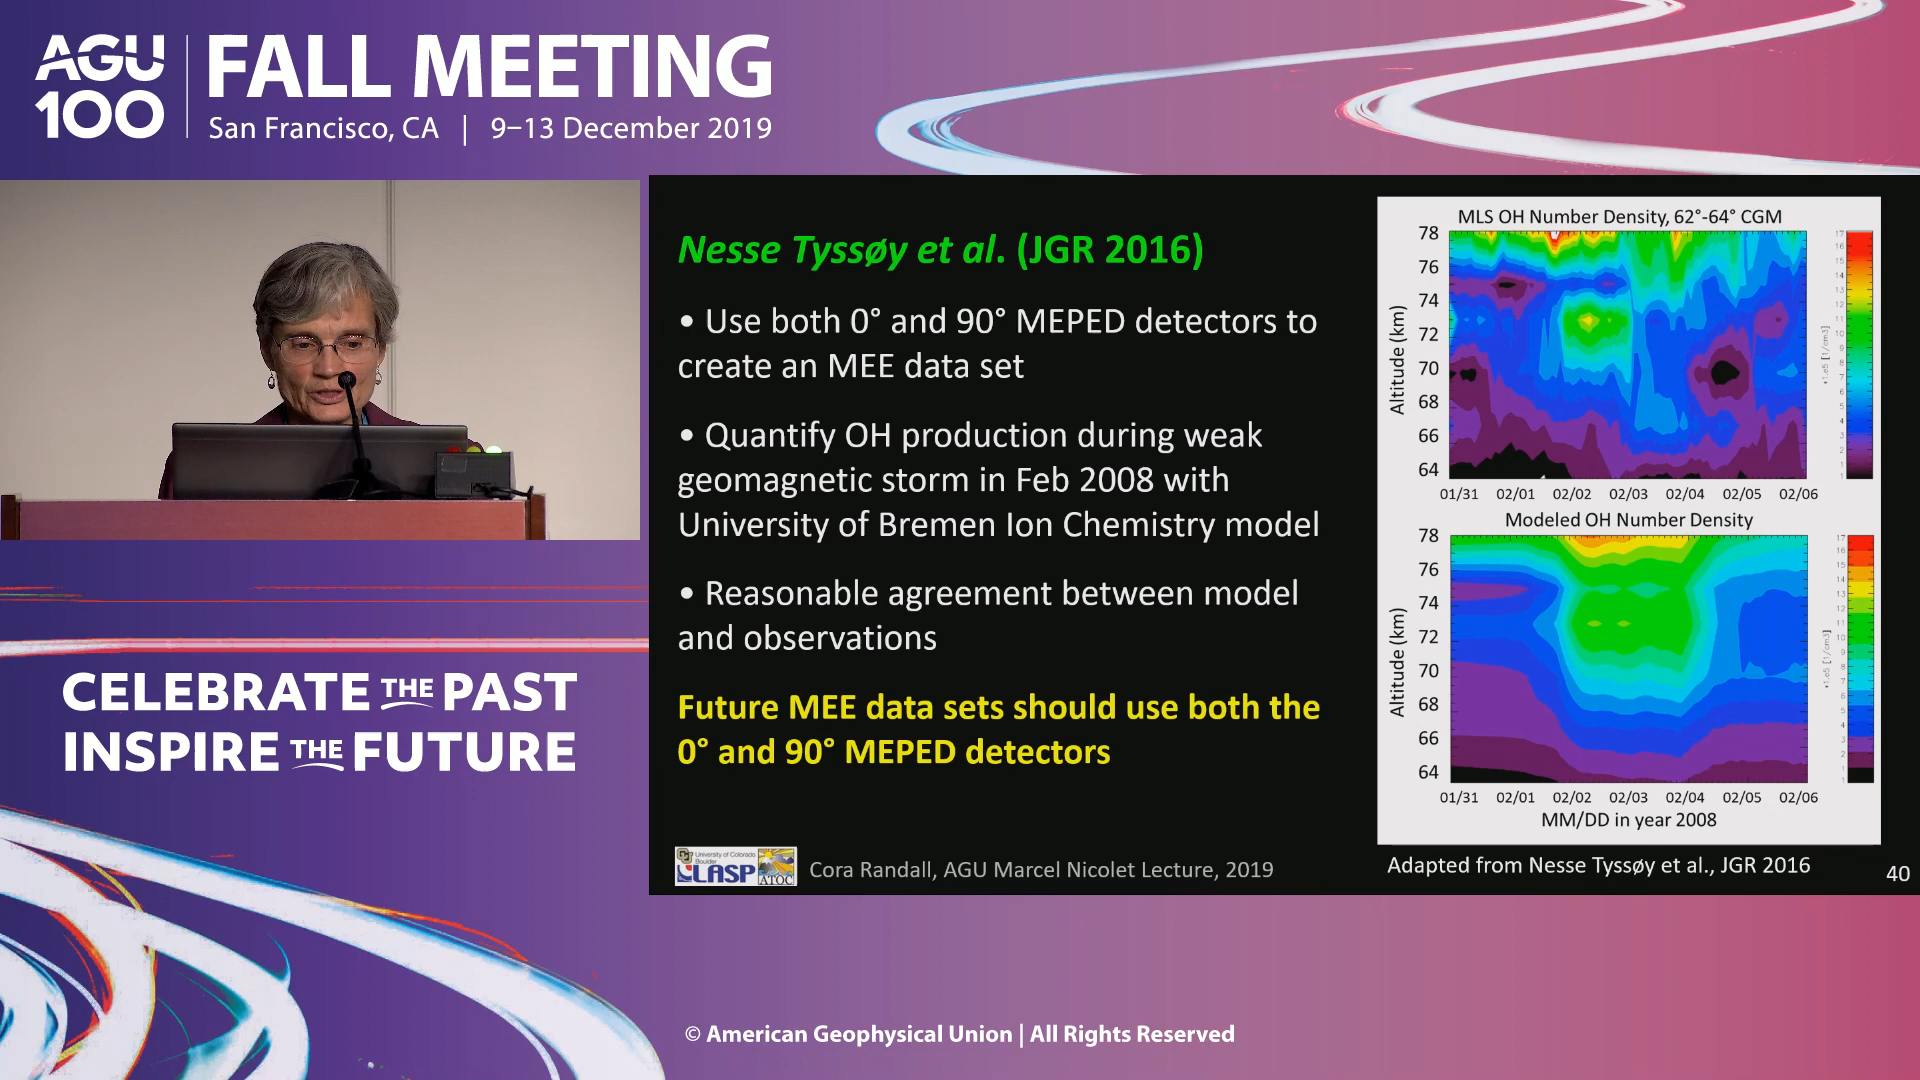 AGU
100
FALL MEETING
San Francisco, CA | 9–13 December 2019
CELEBRATE THE PAST
INSPIRE THE FUTURE
Nesse Tyssøy et al. (JGR 2016)
• Use both 0° and 90° MEPED detectors to
create an MEE data set
• Quantify OH production during weak
geomagnetic storm in Feb 2008 with
University of Bremen Ion Chemistry model
• Reasonable agreement between model
and observations
Future MEE data sets should use both the
0° and 90° MEPED detectors
MLS OH Number Density, 62°-64° CGM
Altitude (km)
78
76
74
72
70
68
66
64
01/31 02/01 02/02 02/03 02/04 02/05 02/06
Modeled OH Number Density
Altitude (km)
78
76
74
72
70
68
66
64
01/31 02/01 02/02 02/03 02/04 02/05 02/06
MM/DD in year 2008
Adapted from Nesse Tyssøy et al., JGR 2016
University of Colorado
Boulder
LASP
ATOC
Cora Randall, AGU Marcel Nicolet Lecture, 2019
40
© American Geophysical Union | All Rights Reserved